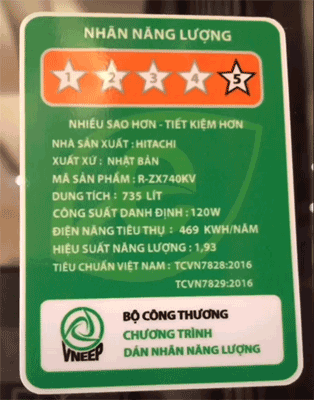 NHÃN NĂNG LƯỢNG
1 2 3 4 5
NHIỀU SAO HƠN - TIẾT KIỆM HƠN
NHÀ SẢN XUẤT : HITACHI
XUẤT XỨ : NHẬT BẢN
MÃ SẢN PHẨM : R-ZX740KV
DUNG TÍCH : 735 LÍT
CÔNG SUẤT DANH ĐỊNH : 120W
ĐIỆN NĂNG TIÊU THỤ : 469 KWH/NĂM
HIỆU SUẤT NĂNG LƯỢNG : 1,93
TIÊU CHUẨN VIỆT NAM : TCVN7828:2016
TCVN7829:2016
VNEEP
BỘ CÔNG THƯƠNG
CHƯƠNG TRÌNH
DÁN NHÃN NĂNG LƯỢNG